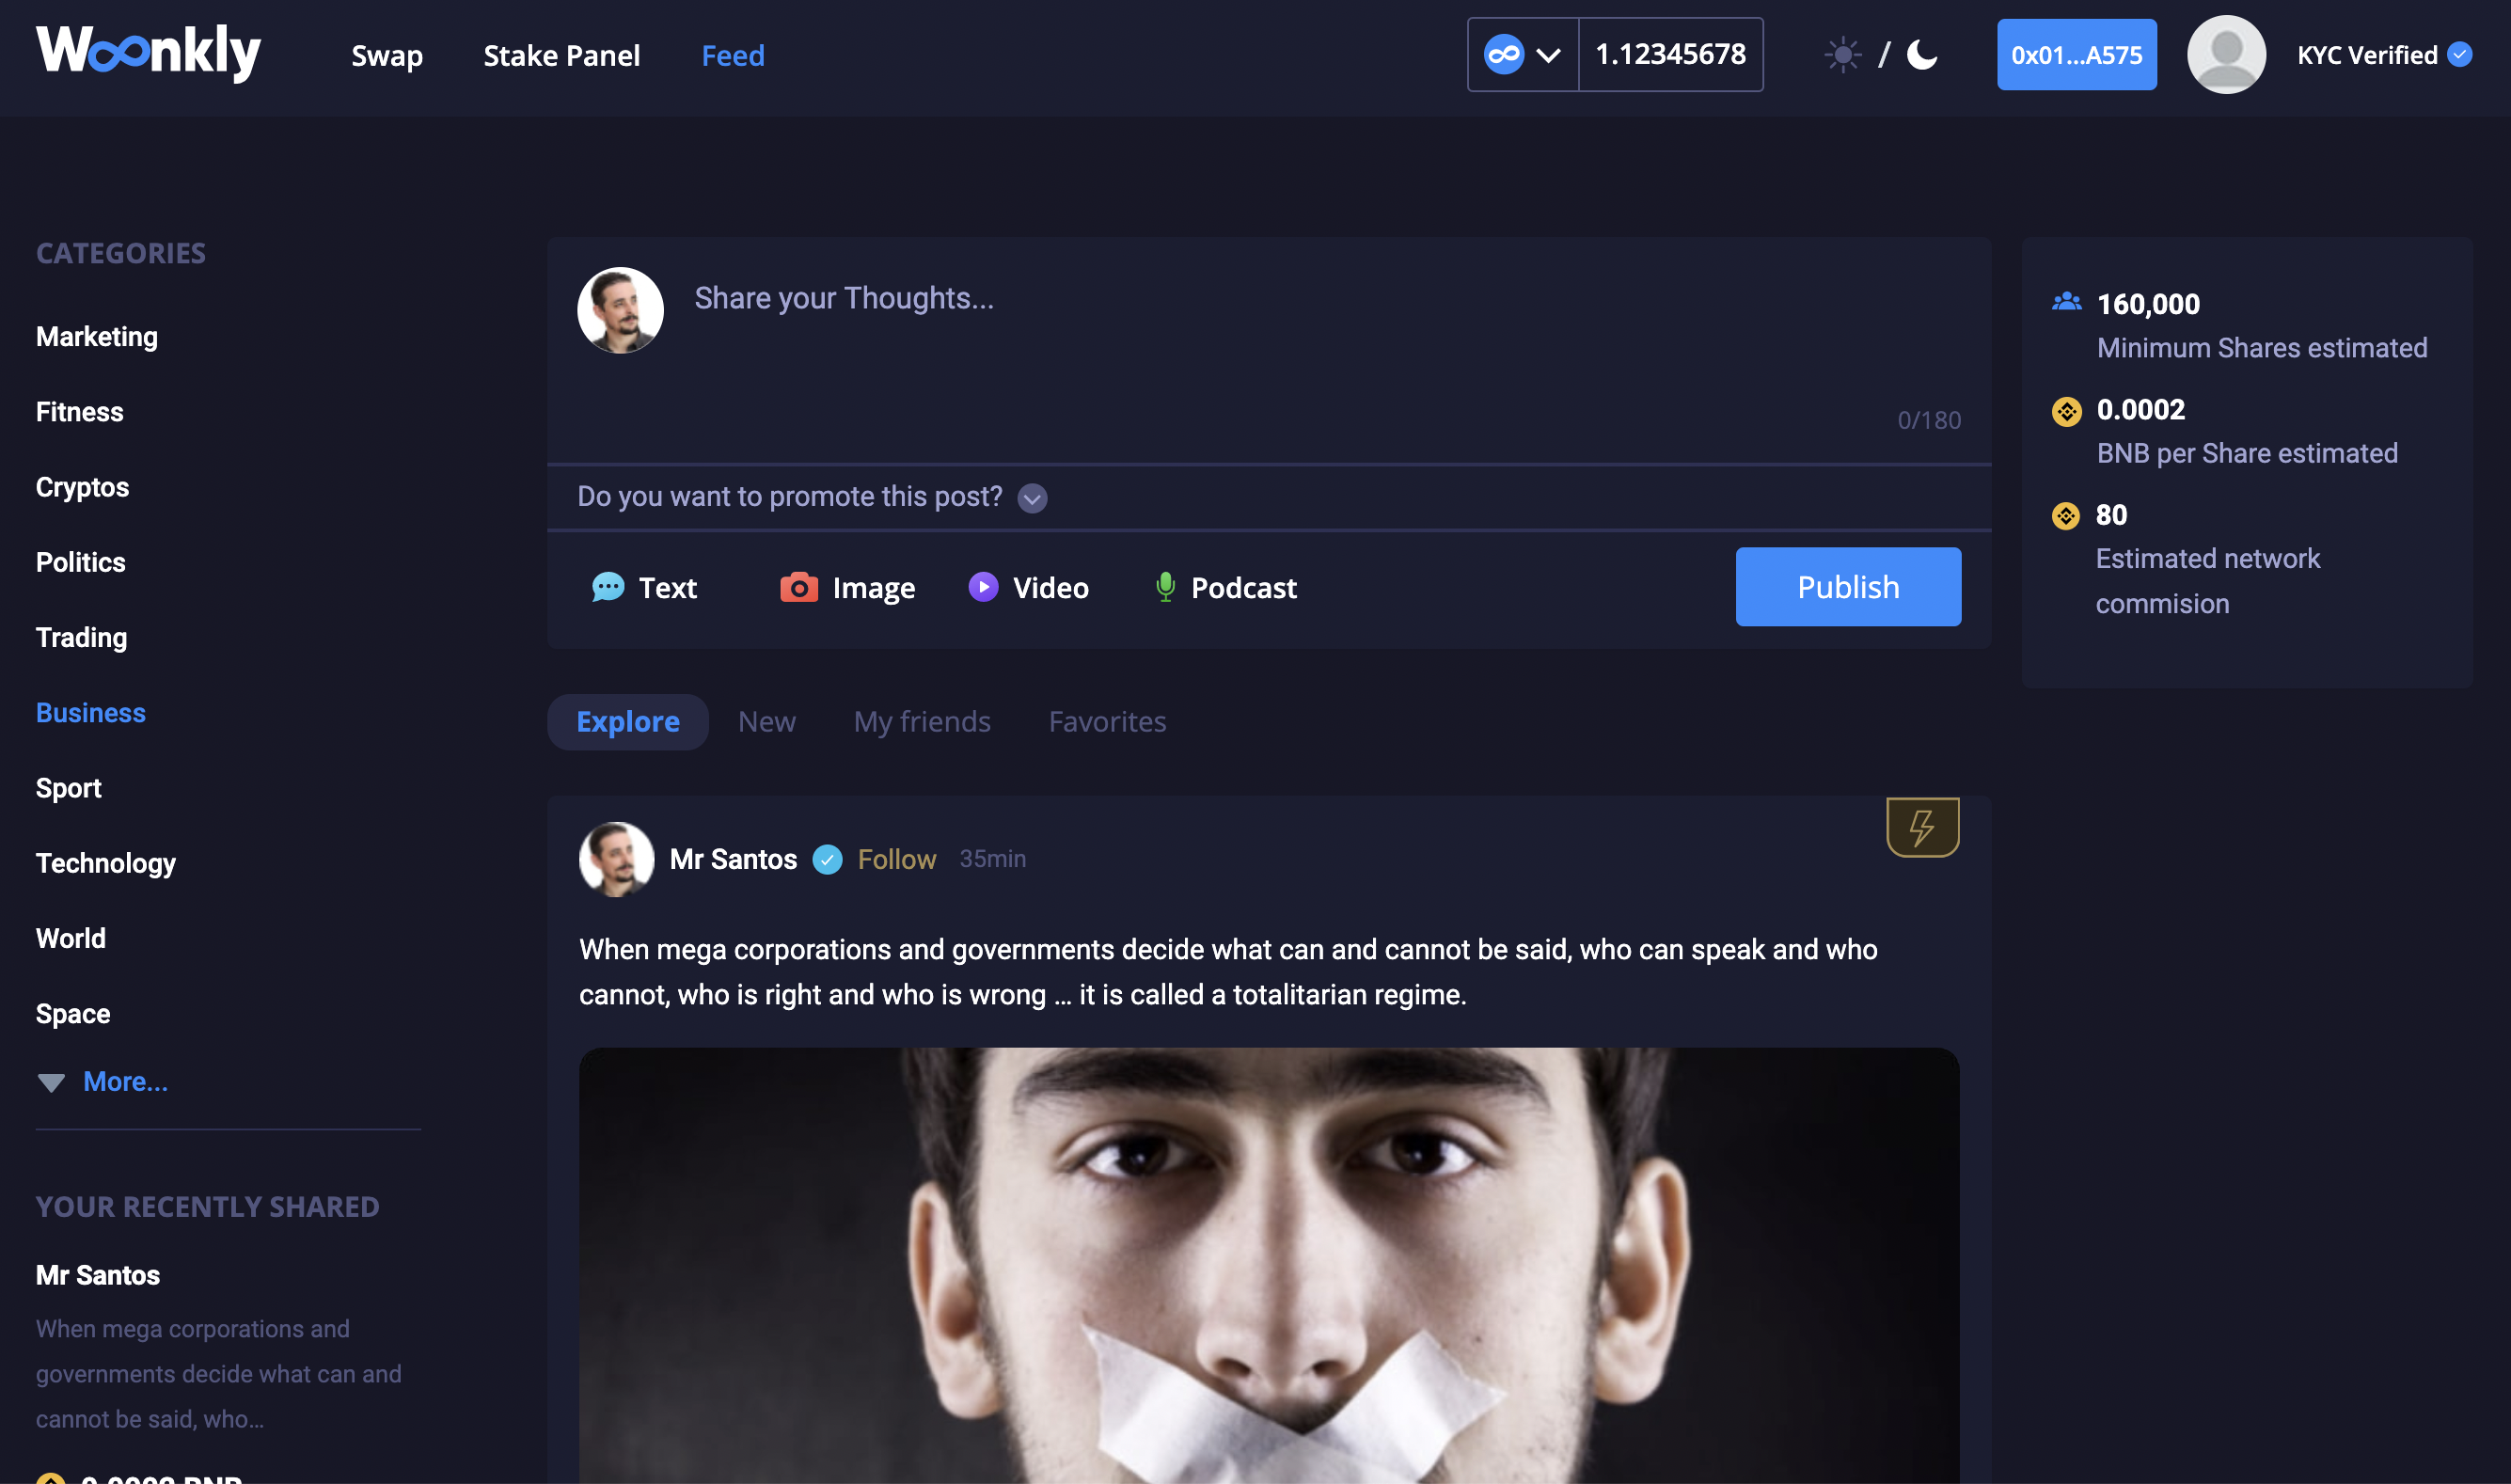 Woonkly
Swap
Stake Panel
Feed
1.12345678
/
0x01...A575
KYC Verified
CATEGORIES
Marketing
Fitness
Cryptos
Politics
Trading
Business
Sport
Technology
World
Space
More...
YOUR RECENTLY SHARED
Mr Santos
When mega corporations and
governments decide what can and
cannot be said, who...
0.0002 BNB
Share your Thoughts...
0/180
Do you want to promote this post?
Text
Image
Video
Podcast
Publish
Explore
New
My friends
Favorites
Mr Santos
Follow
35min
When mega corporations and governments decide what can and cannot be said, who can speak and who
cannot, who is right and who is wrong ... it is called a totalitarian regime.
160,000
Minimum Shares estimated
0.0002
BNB per Share estimated
80
Estimated network
commision